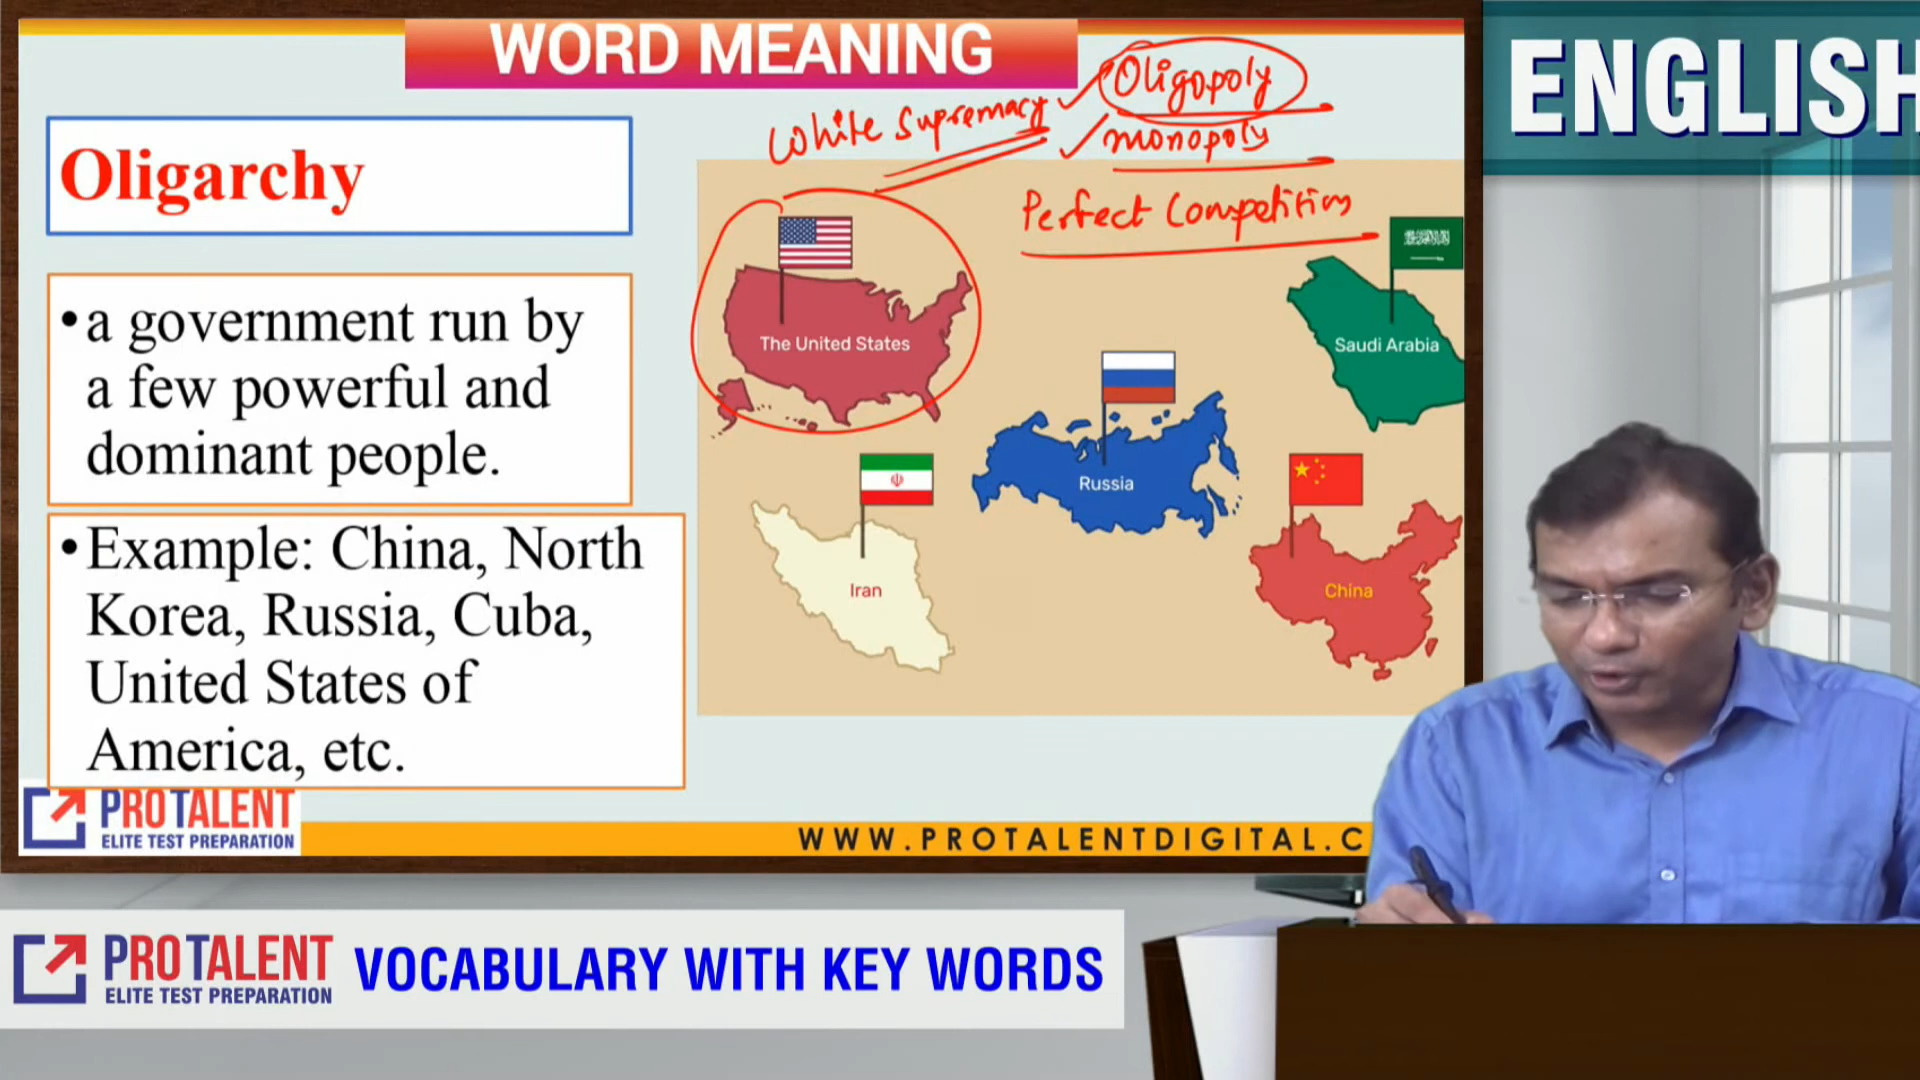 WORD MEANING
ENGLISH
Oligopoly
White Supremacy
monopoly
Perfect Competition
Oligarchy
•a government run by
a few powerful and
dominant people.
•Example: China, North
Korea, Russia, Cuba,
United States of
America, etc.
The United States
Saudi Arabia
Russia
Iran
China
PROTALENT
ELITE TEST PREPARATION
WWW.PROTALENTDIGITAL.C
PROTALENT
ELITE TEST PREPARATION
VOCABULARY WITH KEY WORDS